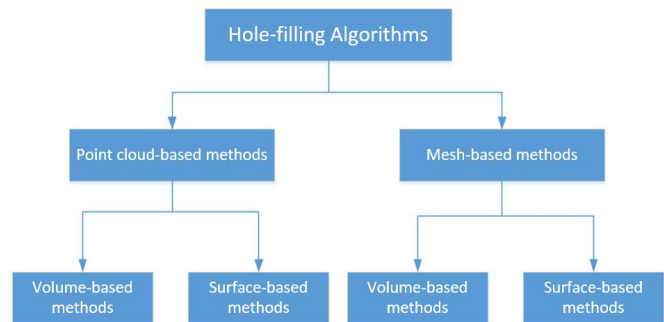 Hole-filling Algorithms
Point cloud-based methods
Mesh-based methods
Volume-based
methods
Surface-based
methods
Volume-based
methods
Surface-based
methods